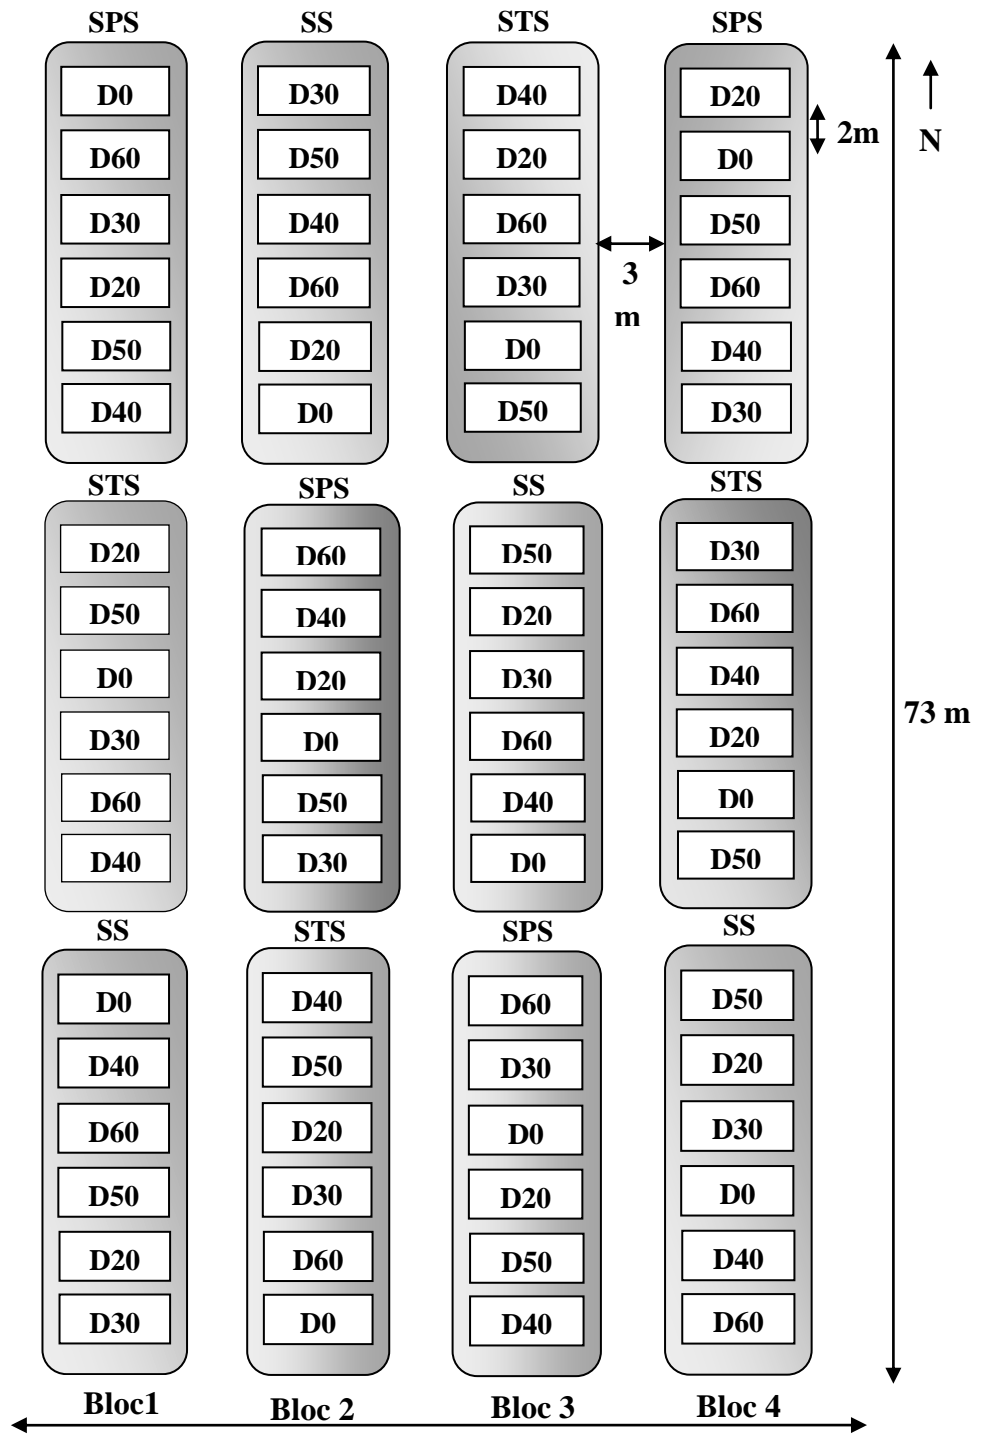 SPS SS STS SPS
D0 D30 D40 D20
N
2m
D60 D50 D20 D0
D30 D40 D60 D50
3
m
D20 D60 D30 D60
D50 D20 D0 D40
D40 D0 D50 D30
STS SPS SS STS
D20 D60 D50 D30
D50 D40 D20 D60
D0 D20 D30 D40
73 m
D30 D0 D60 D20
D60 D50 D40 D0
D40 D30 D0 D50
SS STS SPS SS
D0 D40 D60 D50
D40 D50 D30 D20
D60 D20 D0 D30
D50 D30 D20 D0
D20 D60 D50 D40
D30 D0 D40 D60
Bloc1 Bloc 2 Bloc 3 Bloc 4